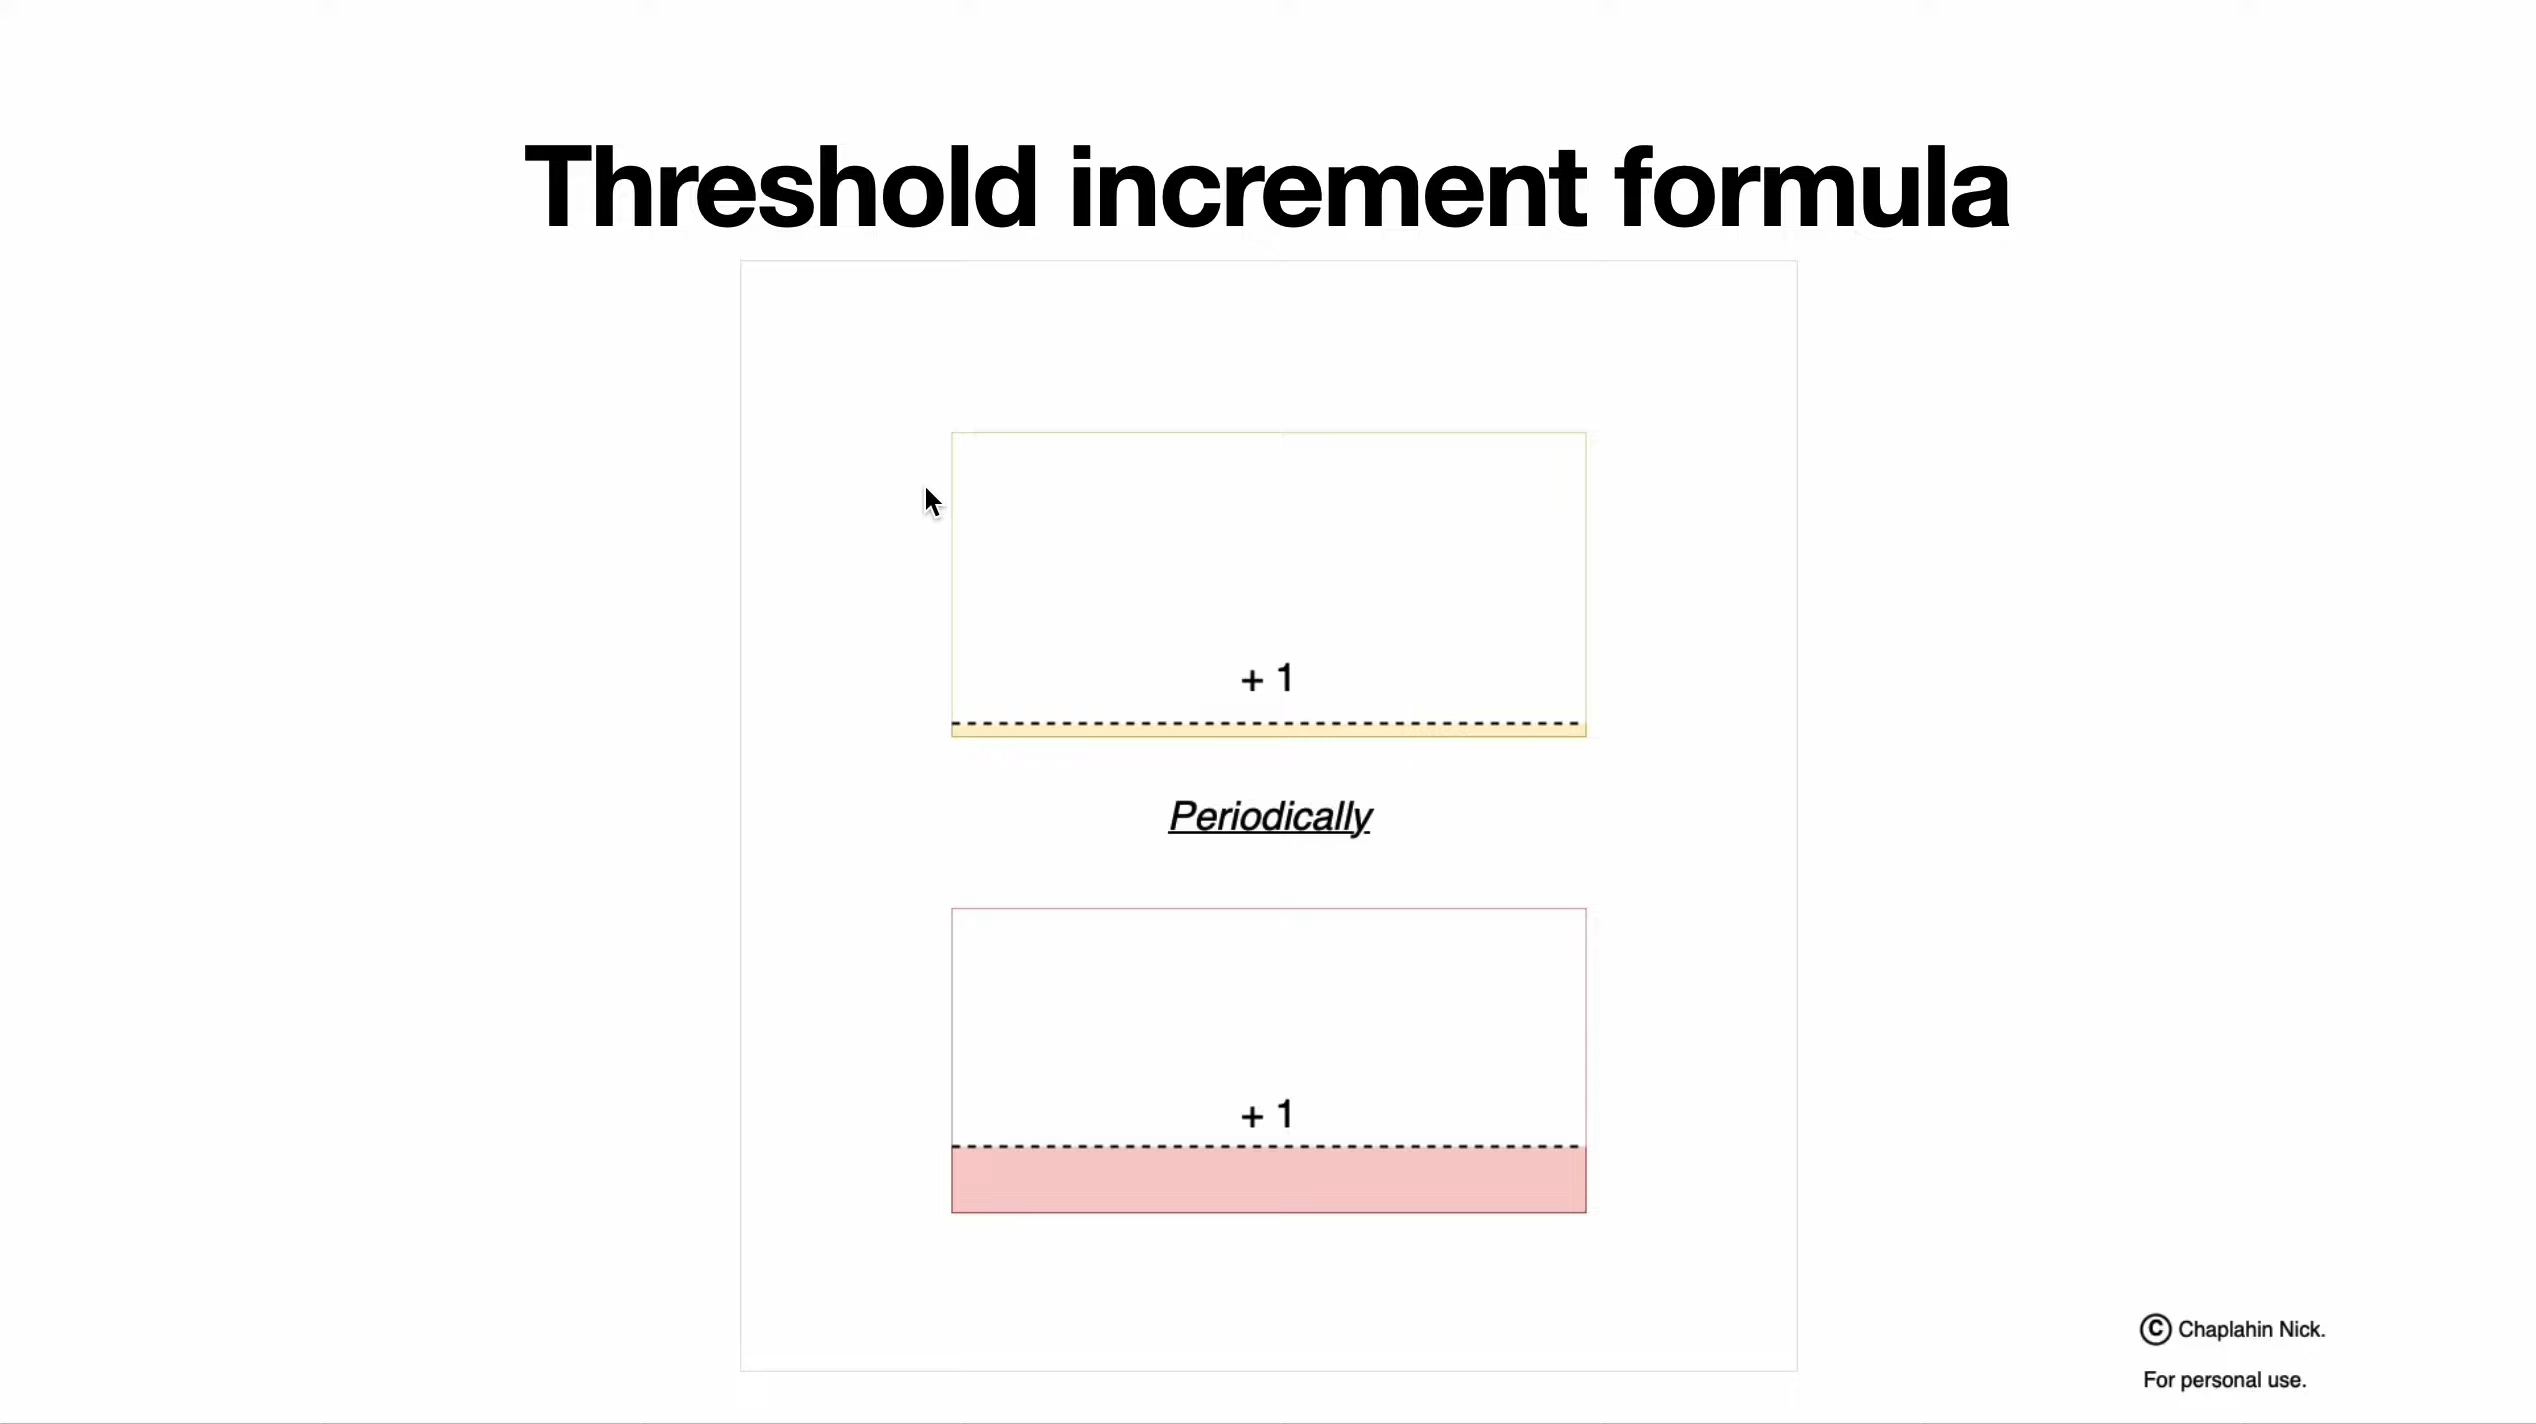 Threshold increment formula
+ 1
Periodically
+ 1
© Chaplahin Nick.
For personal use.